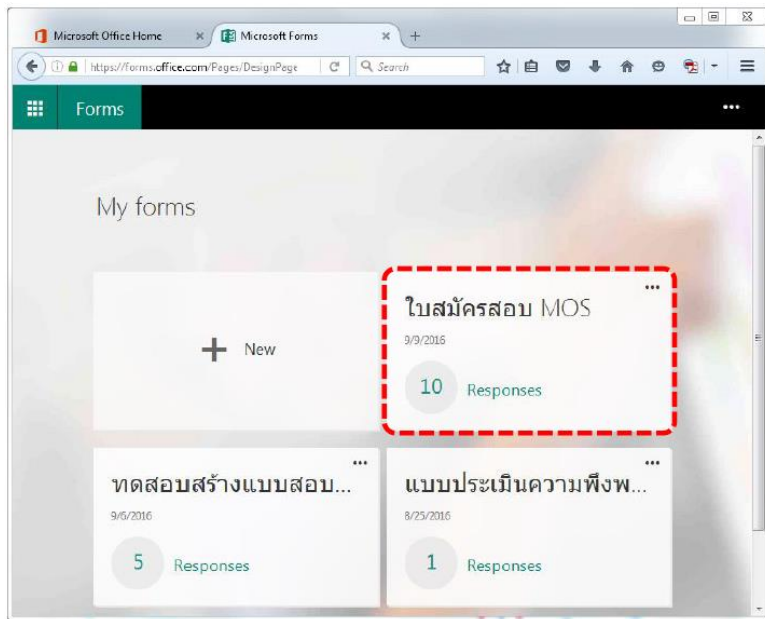 Microsoft Office Home
Microsoft Forms
https://forms.office.com/Pages/DesignPage
Search
Forms
My forms
New
ใบสมัครสอบ MOS
9/9/2016
10 Responses
ทดสอบสร้างแบบสอบ...
9/6/2016
5 Responses
แบบประเมินความพึงพ...
8/25/2016
1 Responses